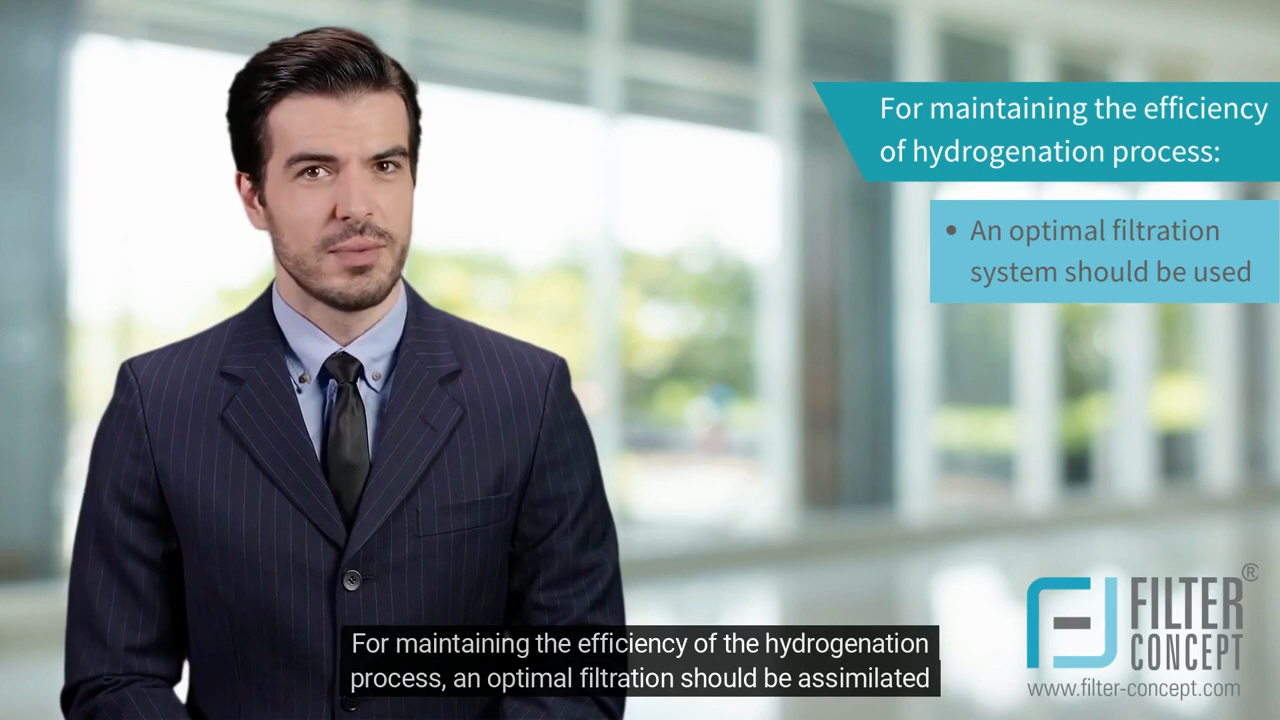 For maintaining the efficiency
of hydrogenation process:
• An optimal filtration
system should be used
For maintaining the efficiency of the hydrogenation
process, an optimal filtration should be assimilated
FILTER®
CONCEPT
www.filter-concept.com